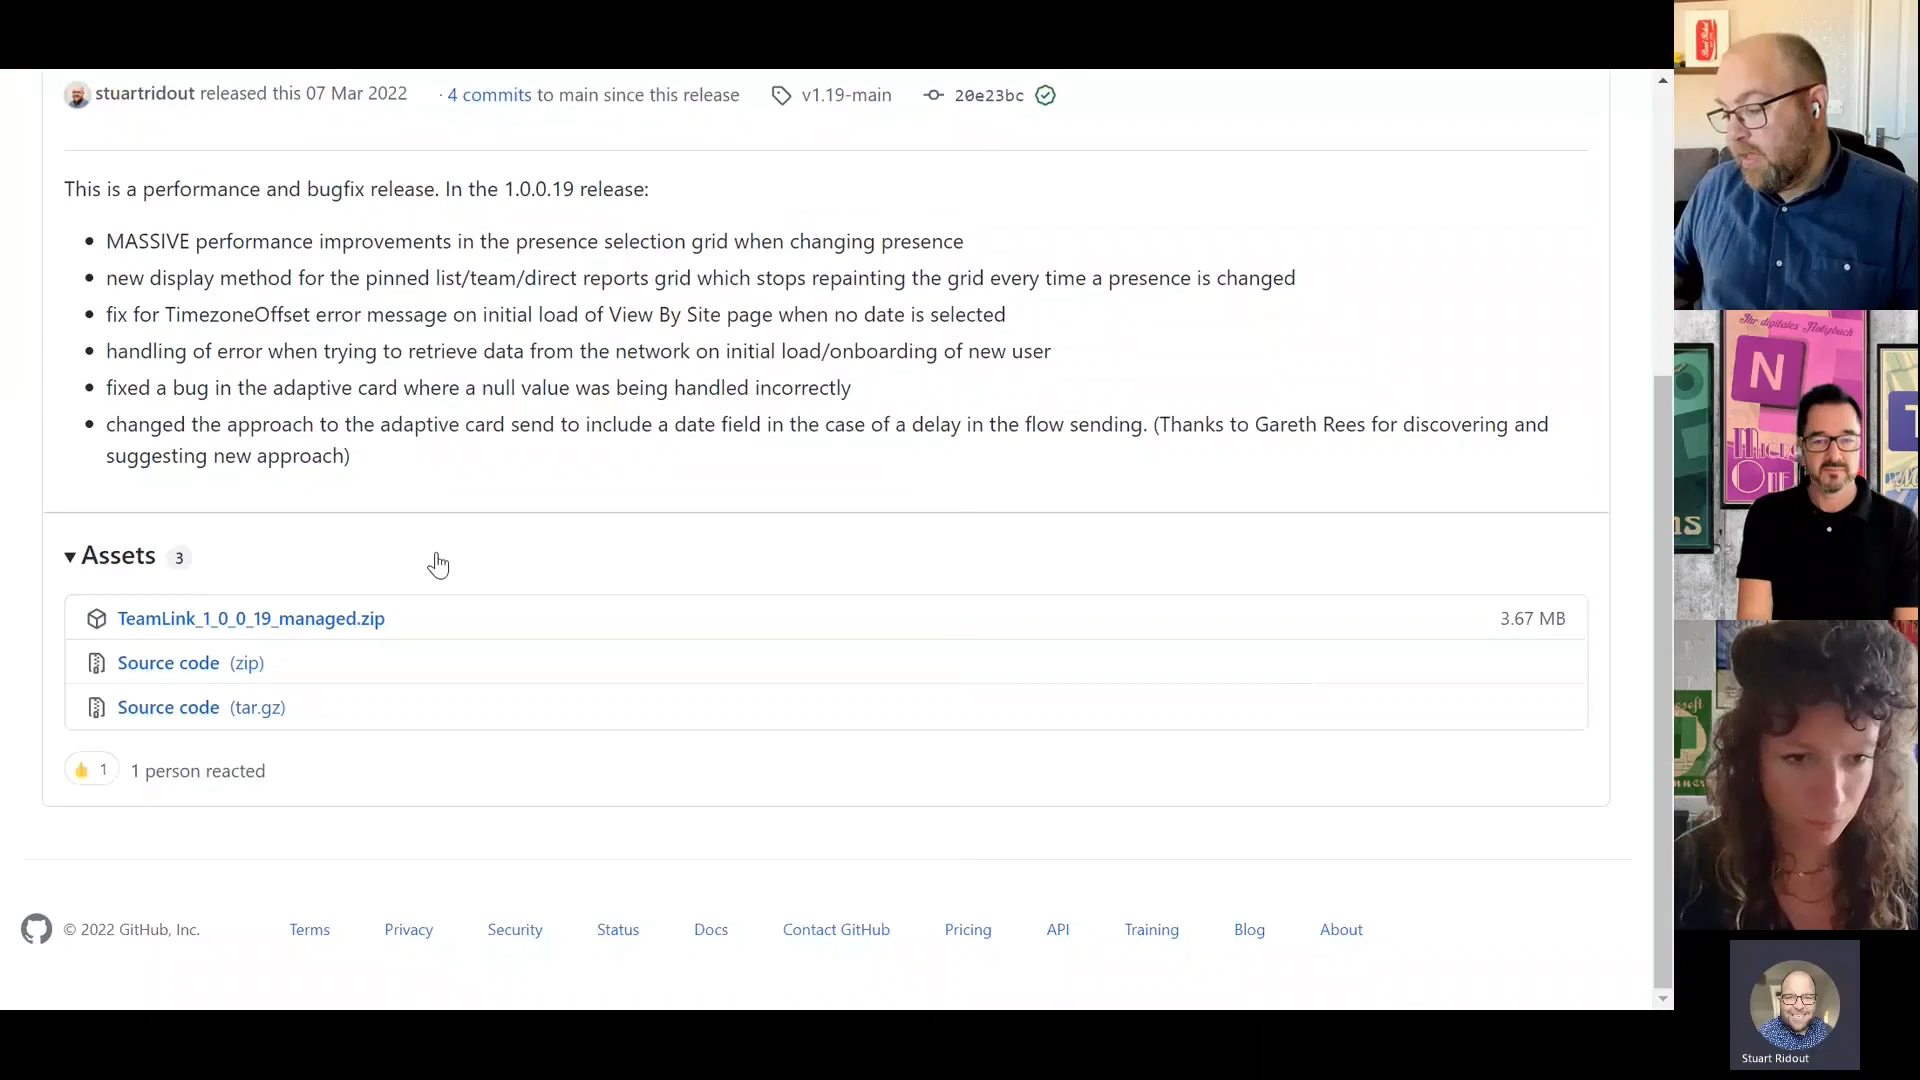 stuartridout released this 07 Mar 2022 · 4 commits to main since this release v1.19-main 20e23bc
This is a performance and bugfix release. In the 1.0.0.19 release:
MASSIVE performance improvements in the presence selection grid when changing presence
new display method for the pinned list/team/direct reports grid which stops repainting the grid every time a presence is changed
fix for TimezoneOffset error message on initial load of View By Site page when no date is selected
handling of error when trying to retrieve data from the network on initial load/onboarding of new user
fixed a bug in the adaptive card where a null value was being handled incorrectly
changed the approach to the adaptive card send to include a date field in the case of a delay in the flow sending. (Thanks to Gareth Rees for discovering and
suggesting new approach)
Assets 3
TeamLink_1_0_0_19_managed.zip 3.67 MB
Source code (zip)
Source code (tar.gz)
1 1 person reacted
© 2022 GitHub, Inc. Terms Privacy Security Status Docs Contact GitHub Pricing API Training Blog About
Ihr digitales Notizbuch
N
Stuart Ridout